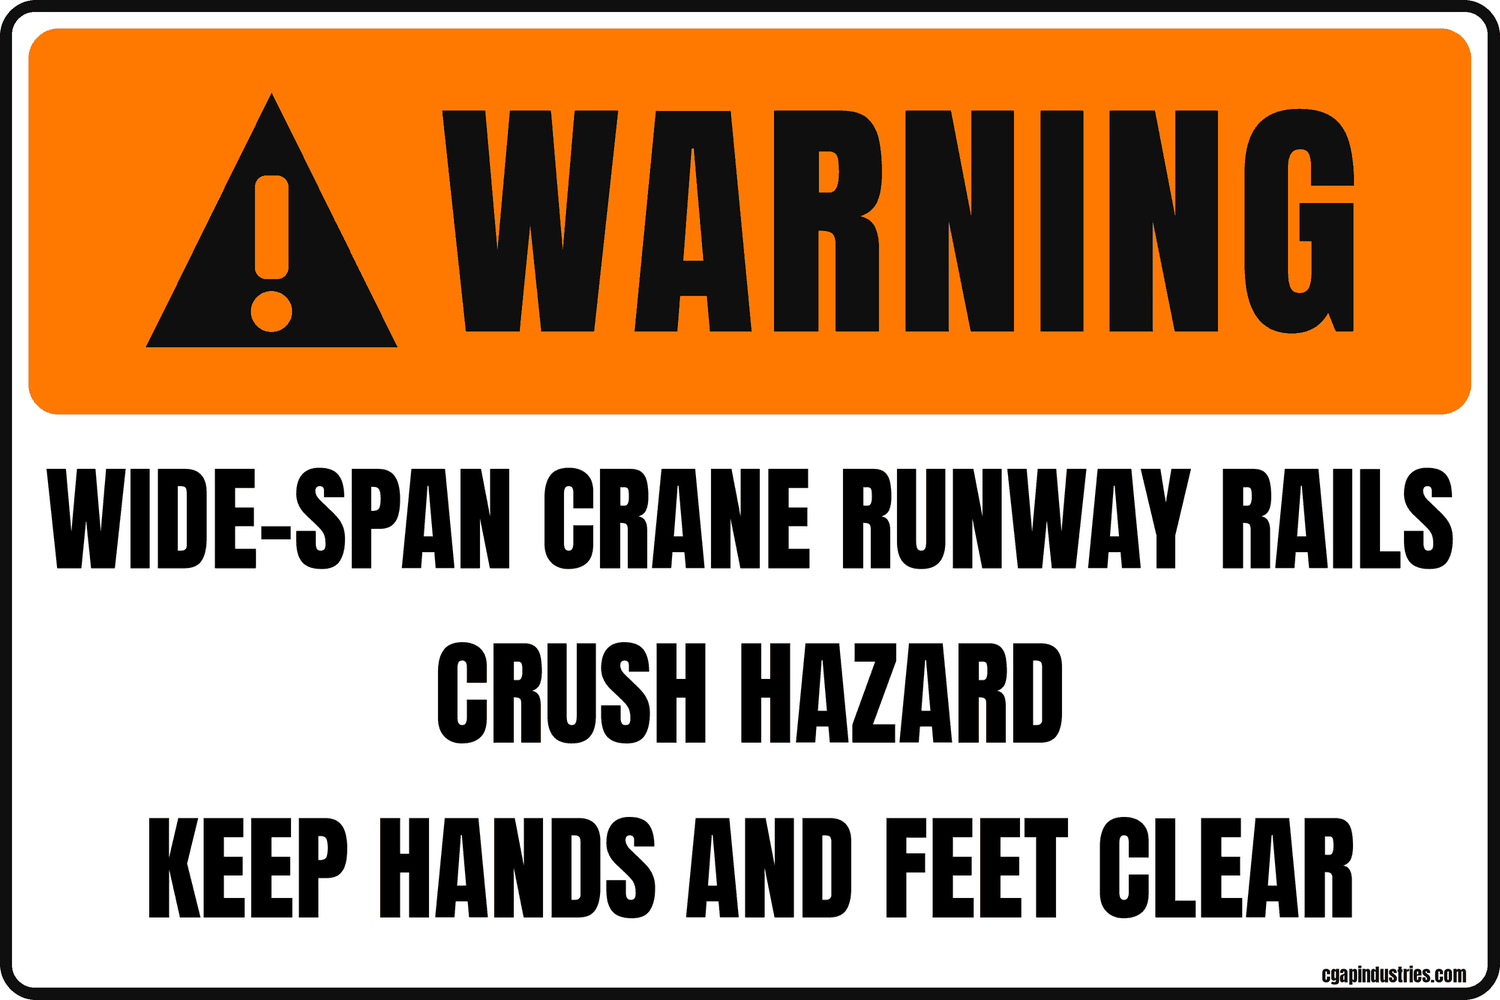 WARNING
WIDE-SPAN CRANE RUNWAY RAILS
CRUSH HAZARD
KEEP HANDS AND FEET CLEAR
cgapindustries.com